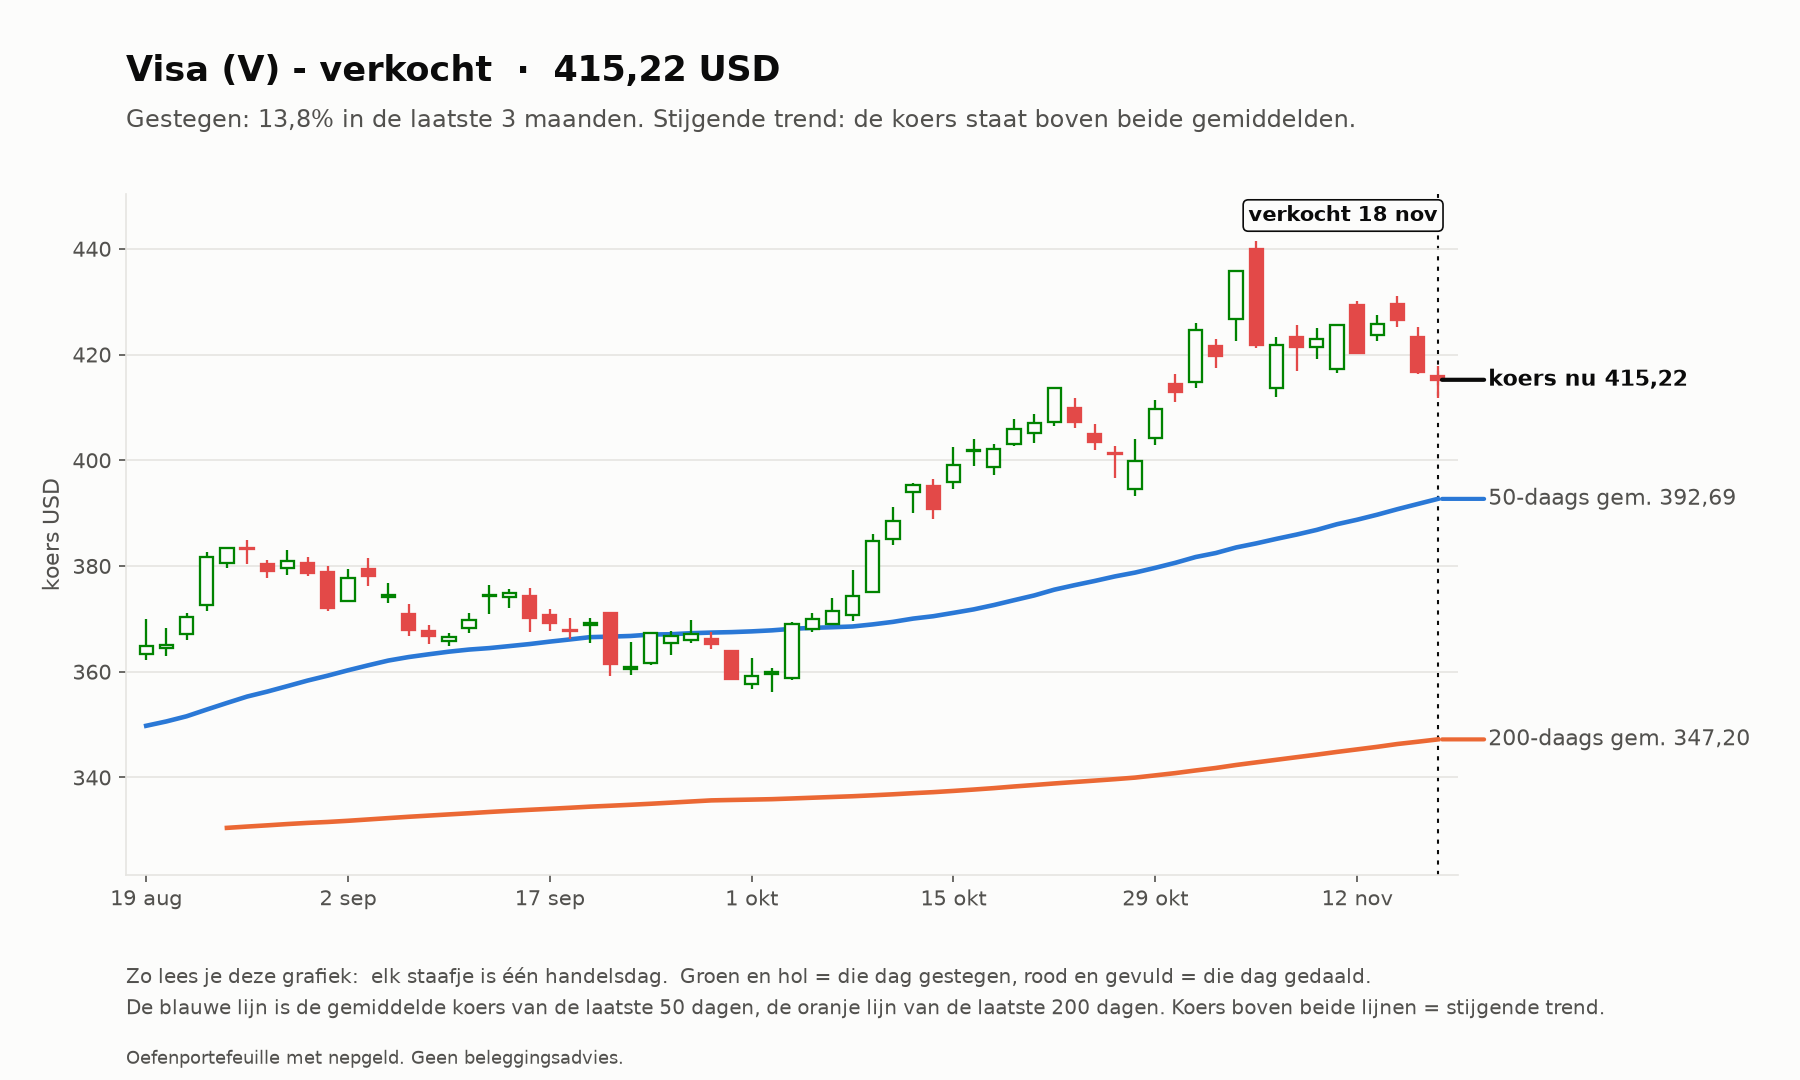 Visa (V) - verkocht · 415,22 USD
Gestegen: 13,8% in de laatste 3 maanden. Stijgende trend: de koers staat boven beide gemiddelden.
verkocht 18 nov
440
420
400
380
360
340
koers USD
koers nu 415,22
50-daags gem. 392,69
200-daags gem. 347,20
19 aug
2 sep
17 sep
1 okt
15 okt
29 okt
12 nov
Zo lees je deze grafiek: elk staafje is één handelsdag. Groen en hol = die dag gestegen, rood en gevuld = die dag gedaald.
De blauwe lijn is de gemiddelde koers van de laatste 50 dagen, de oranje lijn van de laatste 200 dagen. Koers boven beide lijnen = stijgende trend.
Oefenportefeuille met nepgeld. Geen beleggingsadvies.